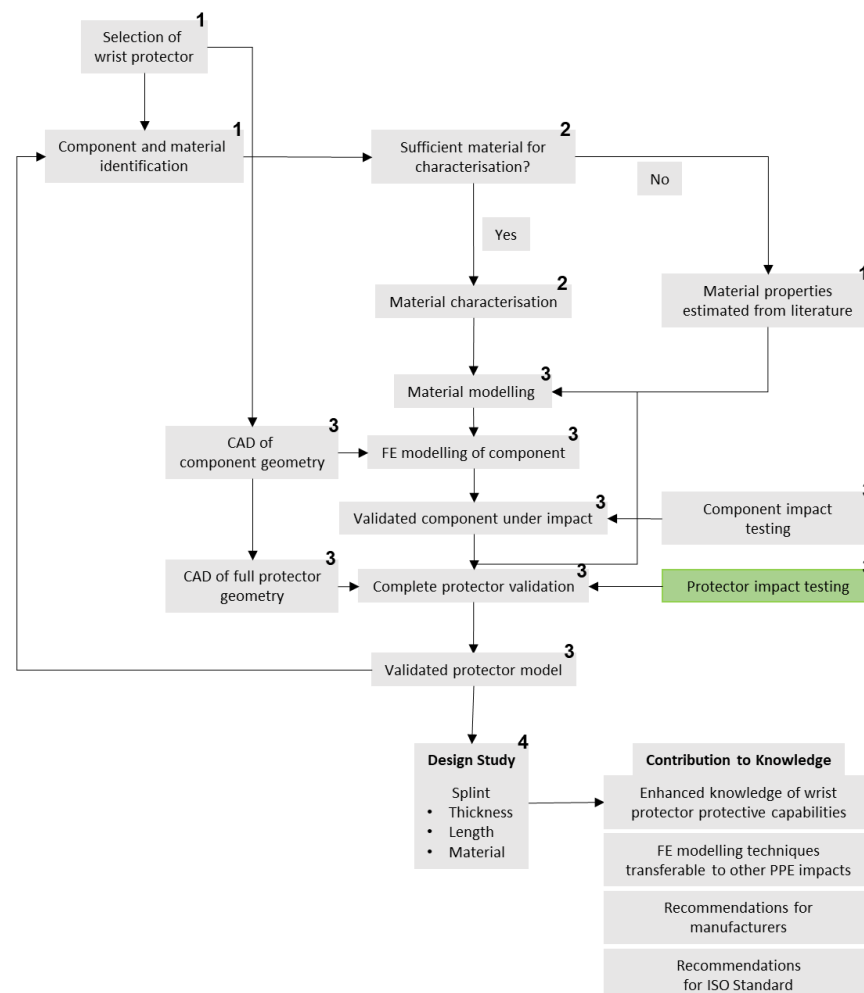 1
Selection of
wrist protector
1
Component and material
identification
2
Sufficient material for
characterisation?
No
Yes
2
Material characterisation
1
Material properties
estimated from literature
3
Material modelling
3
CAD of
component geometry
3
FE modelling of component
3
Validated component under impact
Component impact
testing
3
CAD of full protector
geometry
3
Complete protector validation
Protector impact testing
3
Validated protector model
4
Design Study
Splint
• Thickness
• Length
• Material
Contribution to Knowledge
Enhanced knowledge of wrist
protector protective capabilities
FE modelling techniques
transferable to other PPE impacts
Recommendations for
manufacturers
Recommendations
for ISO Standard